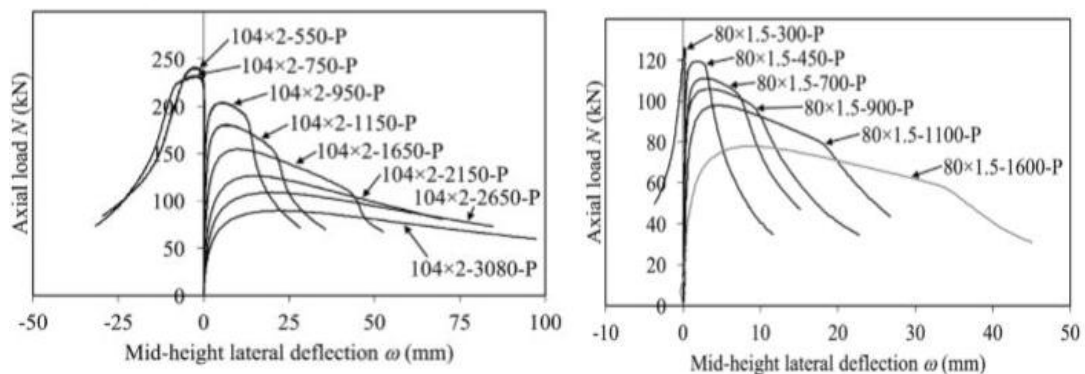 250
200
150
100
50
0
Axial load N (kN)
104×2-550-P
104×2-750-P
104×2-950-P
104×2-1150-P
104×2-1650-P
104×2-2150-P
104×2-2650-P
104×2-3080-P
-50 -25 0 25 50 75 100
Mid-height lateral deflection ω (mm)
120
100
80
60
40
20
0
Axial load N (kN)
80×1.5-300-P
80×1.5-450-P
80×1.5-700-P
80×1.5-900-P
80×1.5-1100-P
80×1.5-1600-P
-10 0 10 20 30 40 50
Mid-height lateral deflection ω (mm)